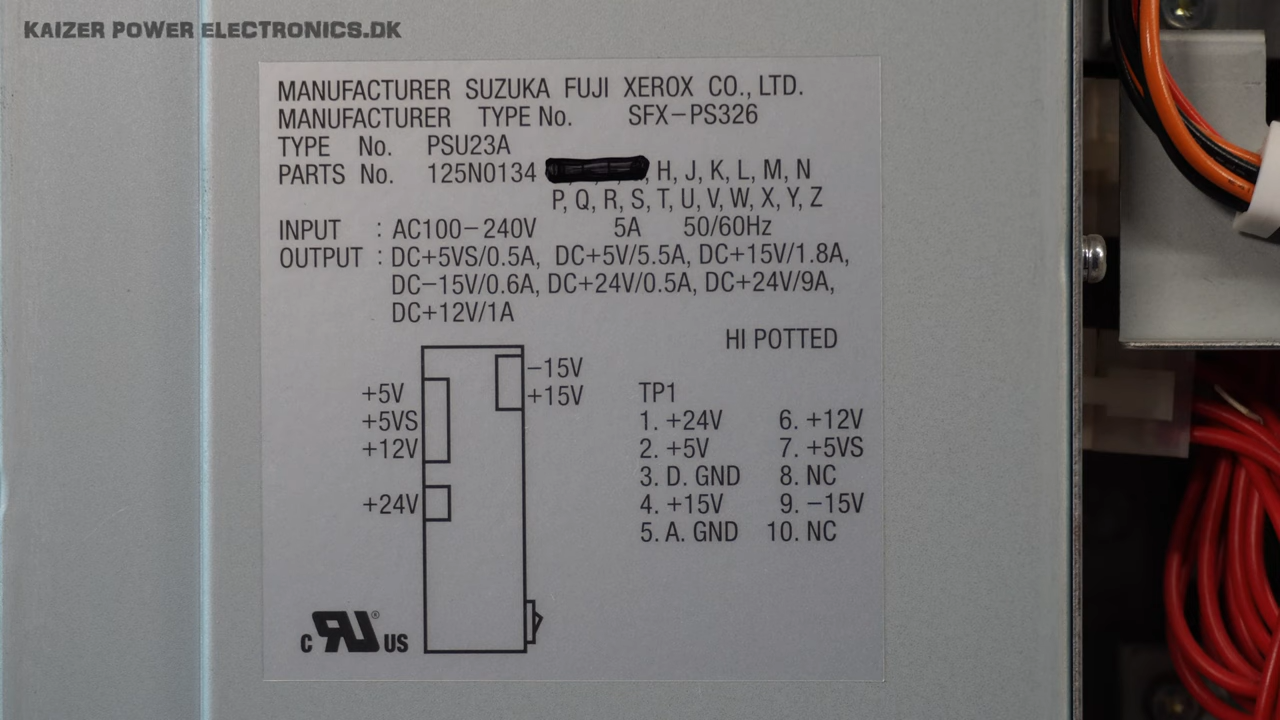 KAIZER POWER ELECTRONICS.DK
MANUFACTURER SUZUKA FUJI XEROX CO., LTD.
MANUFACTURER TYPE No. SFX-PS326
TYPE No. PSU23A
PARTS No. 125N0134 H, J, K, L, M, N
P, Q, R, S, T, U, V, W, X, Y, Z
INPUT : AC100-240V 5A 50/60Hz
OUTPUT : DC+5VS/0.5A, DC+5V/5.5A, DC+15V/1.8A,
DC-15V/0.6A, DC+24V/0.5A, DC+24V/9A,
DC+12V/1A
HI POTTED
-15V
+15V
+5V
+5VS
+12V
+24V
TP1
1. +24V 6. +12V
2. +5V 7. +5VS
3. D. GND 8. NC
4. +15V 9. -15V
5. A. GND 10. NC
C RU® US